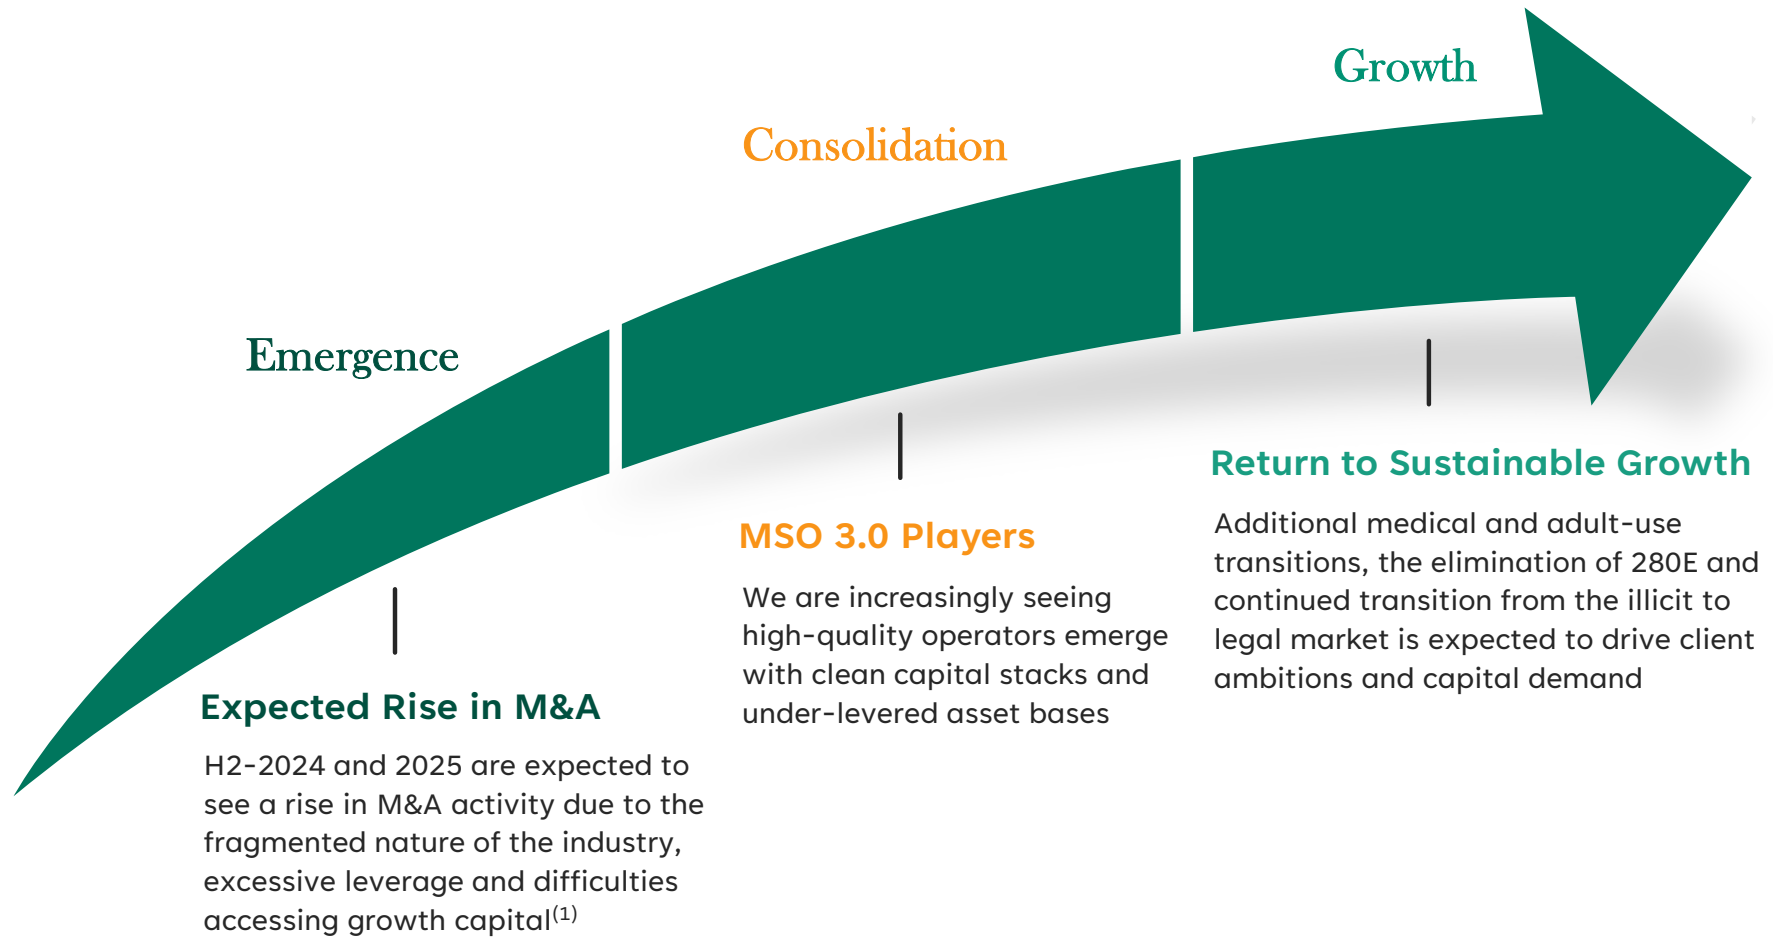 Growth
Consolidation
Emergence
Expected Rise in M&A
H2-2024 and 2025 are expected to
see a rise in M&A activity due to the
fragmented nature of the industry,
excessive leverage and difficulties
accessing growth capital(1)
MSO 3.0 Players
We are increasingly seeing
high-quality operators emerge
with clean capital stacks and
under-levered asset bases
Return to Sustainable Growth
Additional medical and adult-use
transitions, the elimination of 280E and
continued transition from the illicit to
legal market is expected to drive client
ambitions and capital demand